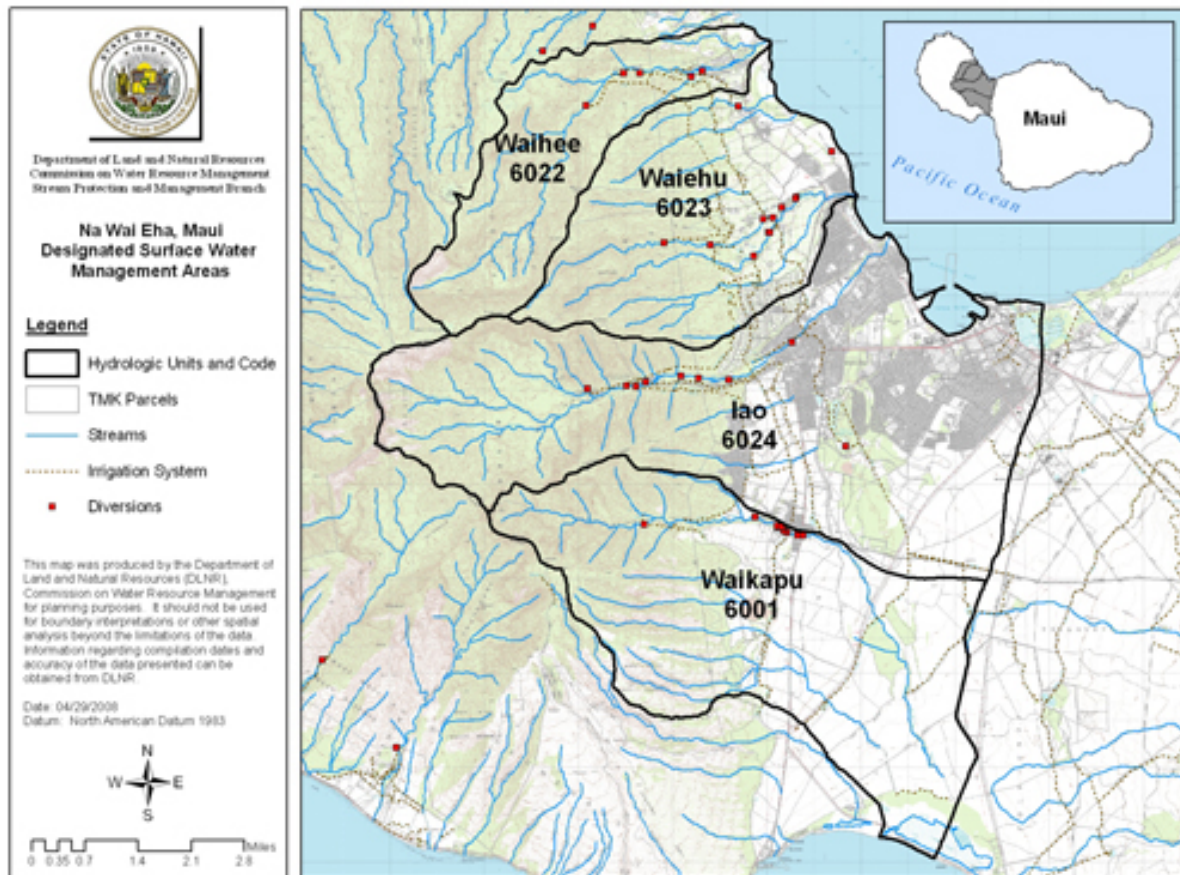 STATE OF HAWAII
1959
Department of Land and Natural Resources
Commission on Water Resource Management
Stream Protection and Management Branch
Na Wai Eha, Maui
Designated Surface Water
Management Areas
Legend
Hydrologic Units and Code
TMK Parcels
Streams
Irrigation System
Diversions
This map was produced by the Department of
Land and Natural Resources (DLNR),
Commission on Water Resource Management
for planning purposes. It should not be used
for boundary interpretations or other spatial
analysis beyond the limitations of the data.
Information regarding compilation dates and
accuracy of the data presented can be
obtained from DLNR.
Date: 04/29/2008
Datum: North American Datum 1983
N
W E
S
Miles
0 0.35 0.7 1.4 2.1 2.8
Waihee
6022
Waiehu
6023
Iao
6024
Waikapu
6001
Maui
Pacific Ocean